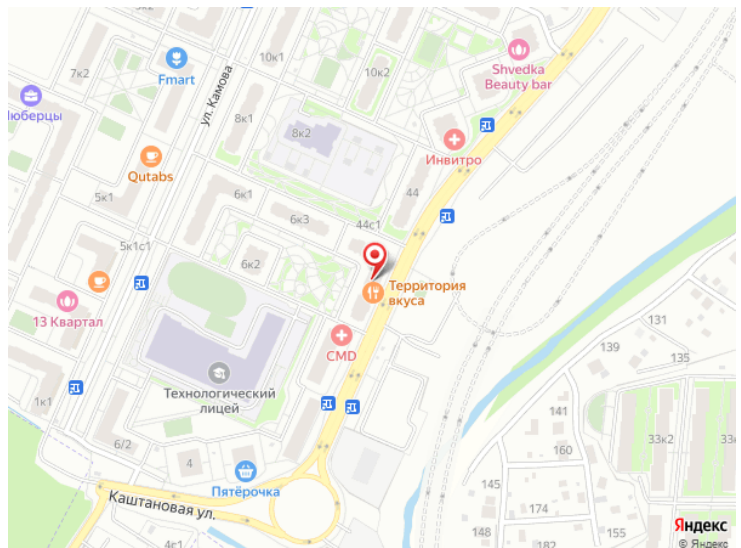 7к2
Fmart
10к1
ул. Камова
10к2
Shvedka
Beauty bar
Люберцы
8к1
8к2
Инвитро
Qutabs
5к1
6к1
44
6к3
44с1
5к1с1
6к2
Территория
вкуса
13 Квартал
CMD
131
139
135
Технологический
лицей
1к1
141
6/2
4
33к2
33к
160
Пятёрочка
145
Каштановая ул.
174
148
155
182
4с1
Яндекс
© Яндекс